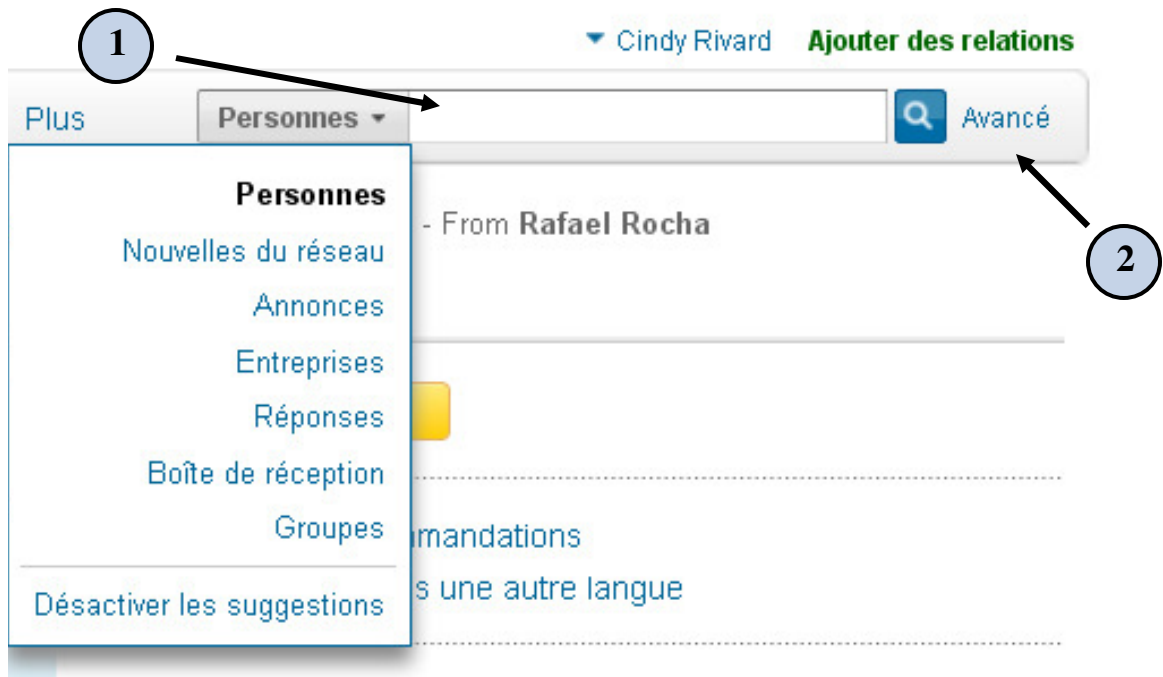 1
Cindy Rivard Ajouter des relations
Plus Personnes Avancé
Personnes
- From Rafael Rocha
2
Nouvelles du réseau
Annonces
Entreprises
Réponses
Boîte de réception
Groupes
mmandations
s une autre langue
Désactiver les suggestions